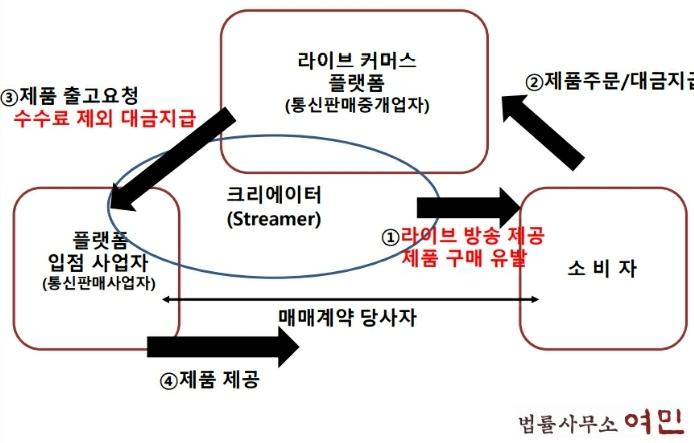 라이브 커머스
플랫폼
(통신판매중개업자)
②제품주문/대금지급
③제품 출고요청
수수료 제외 대금지급
크리에이터
(Streamer)
①라이브 방송 제공
제품 구매 유발
플랫폼
입점 사업자
(통신판매사업자)
소 비 자
매매계약 당사자
④제품 제공
법률사무소 여민